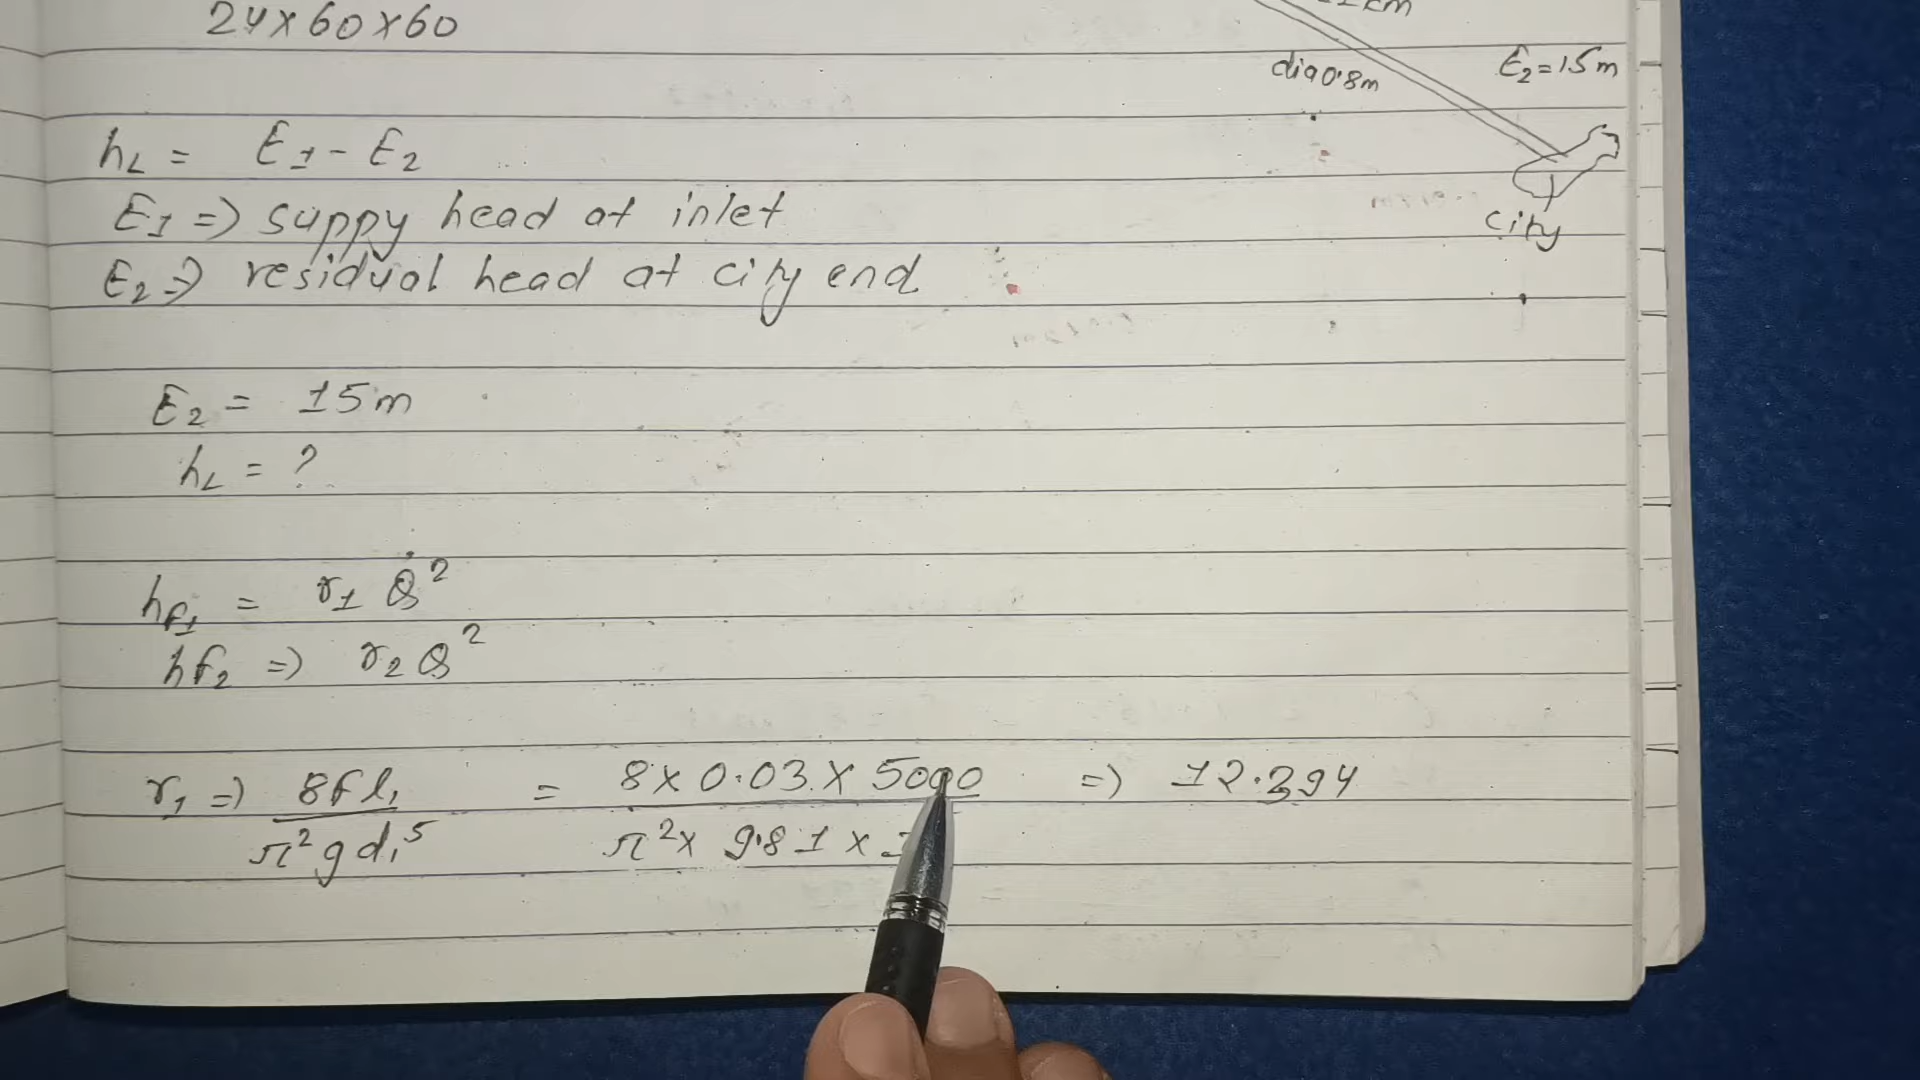 24 x 60 x 60
km
dia 0.8m
E2 = 15m
hL = E1 - E2
E1 => suppy head at inlet
city
E2 => residual head at city end
E2 = 15m
hL = ?
hf1 = r1 Q²
hf2 => r2 Q²
r1 => 8fl1 / π²gd1⁵ = 8 x 0.03 x 5000 / π² x 9.81 x => 12.394